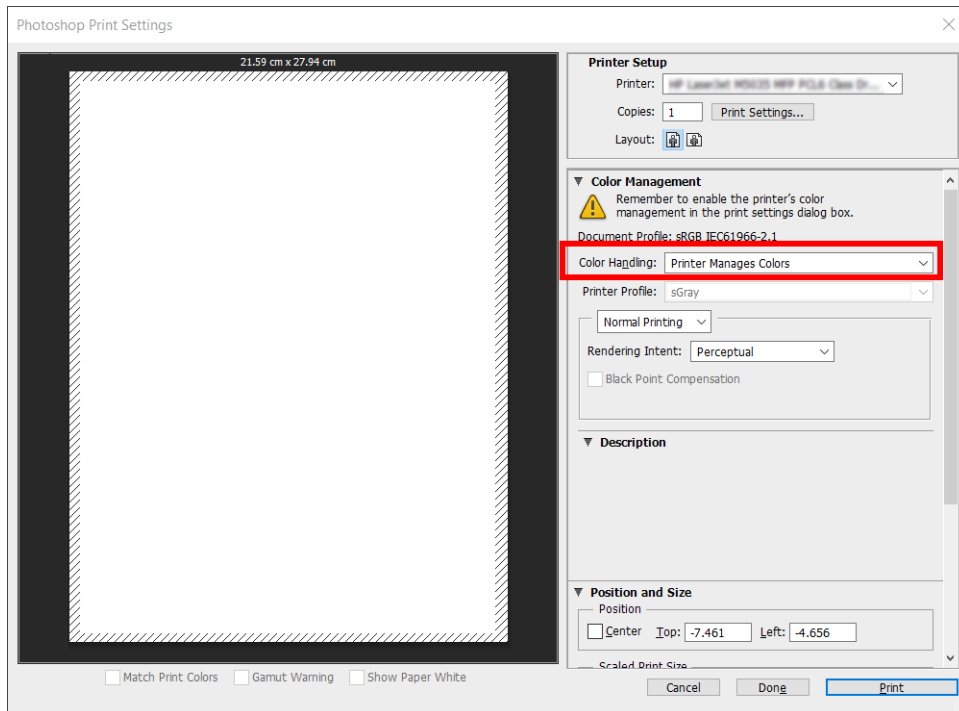 Photoshop Print Settings
21.59 cm x 27.94 cm
Printer Setup
Printer:
Copies: 1 Print Settings...
Layout:
Color Management
Remember to enable the printer's color
management in the print settings dialog box.
Document Profile: sRGB IEC61966-2.1
Color Handling: Printer Manages Colors
Printer Profile: sGray
Normal Printing
Rendering Intent: Perceptual
Black Point Compensation
Description
Position and Size
Position
Center Top: -7.461 Left: -4.656
Scaled Print Size
Match Print Colors Gamut Warning Show Paper White
Cancel Done Print